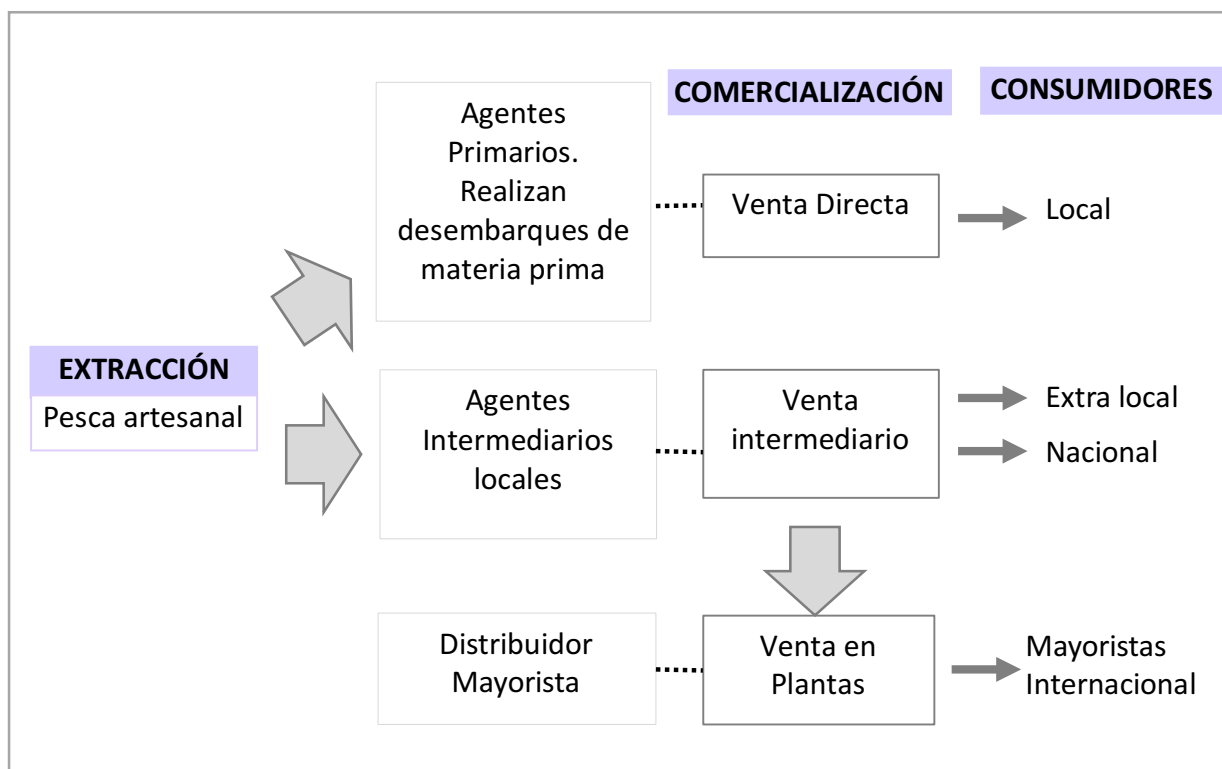 COMERCIALIZACIÓN
CONSUMIDORES
Agentes
Primarios.
Realizan
desembarques de
materia prima
Venta Directa
Local
EXTRACCIÓN
Pesca artesanal
Agentes
Intermediarios
locales
Venta
intermediario
Extra local
Nacional
Distribuidor
Mayorista
Venta en
Plantas
Mayoristas
Internacional